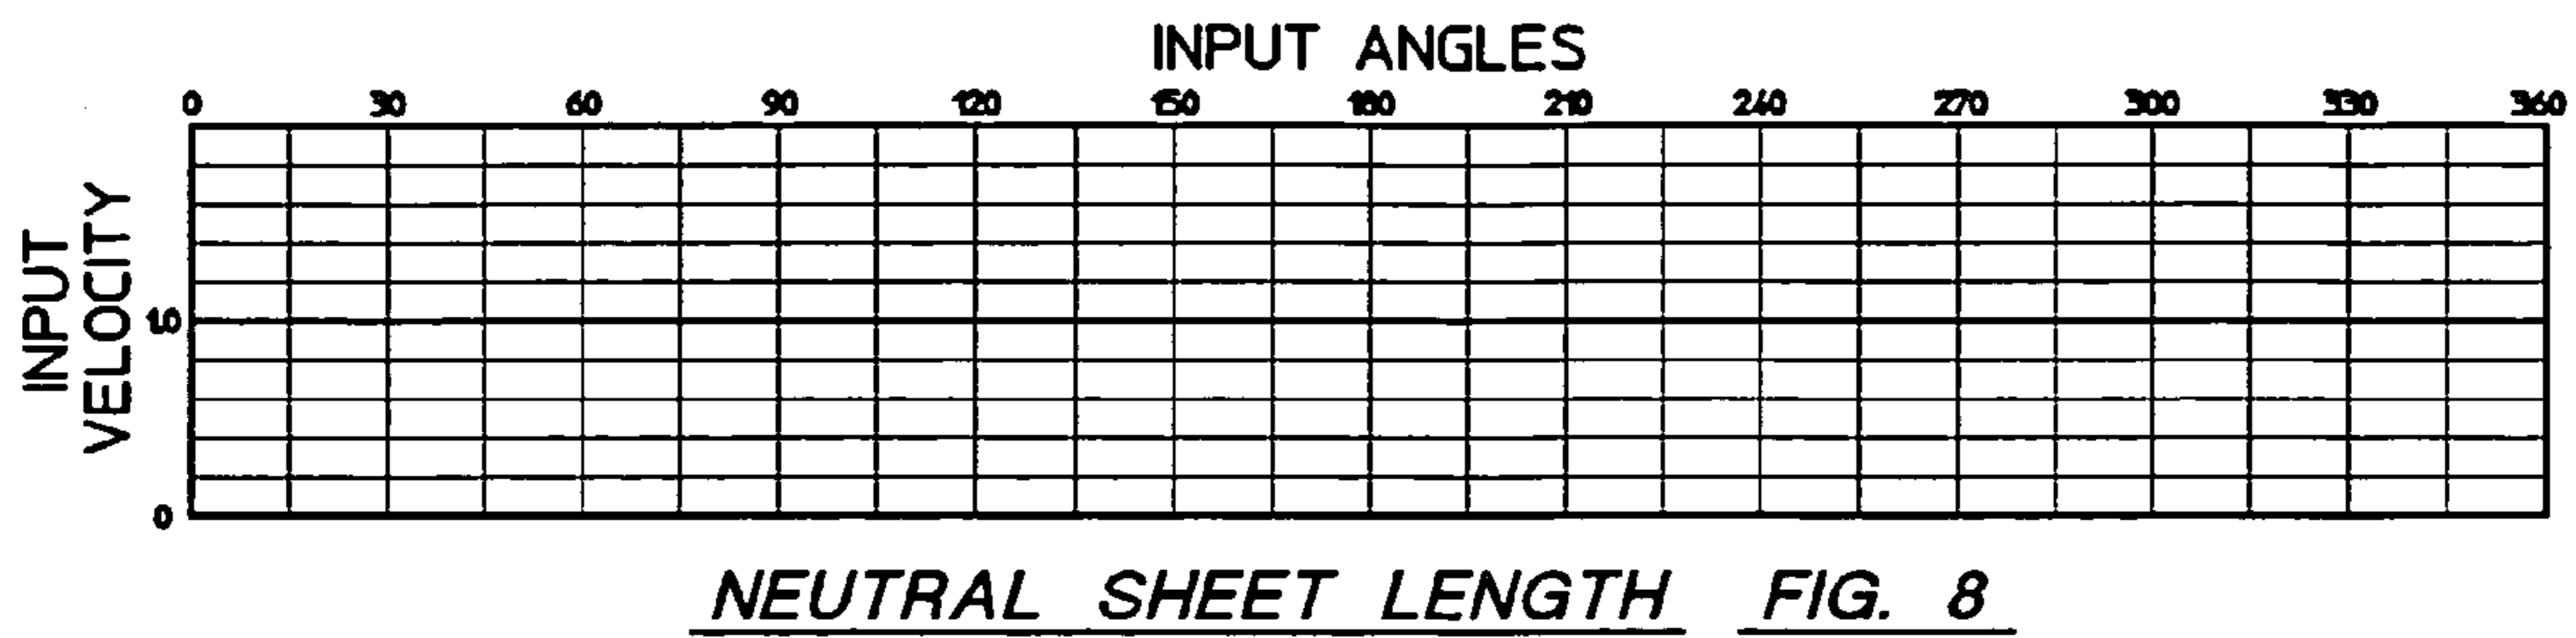 INPUT ANGLES
0 30 60 90 120 150 180 210 240 270 300 330 360
INPUT
VELOCITY
1.0
0
NEUTRAL SHEET LENGTH FIG. 8